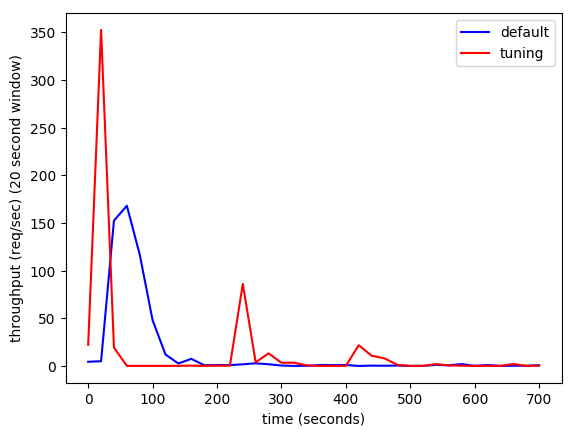 default
tuning
throughput (req/sec) (20 second window)
350
300
250
200
150
100
50
0
0 100 200 300 400 500 600 700
time (seconds)